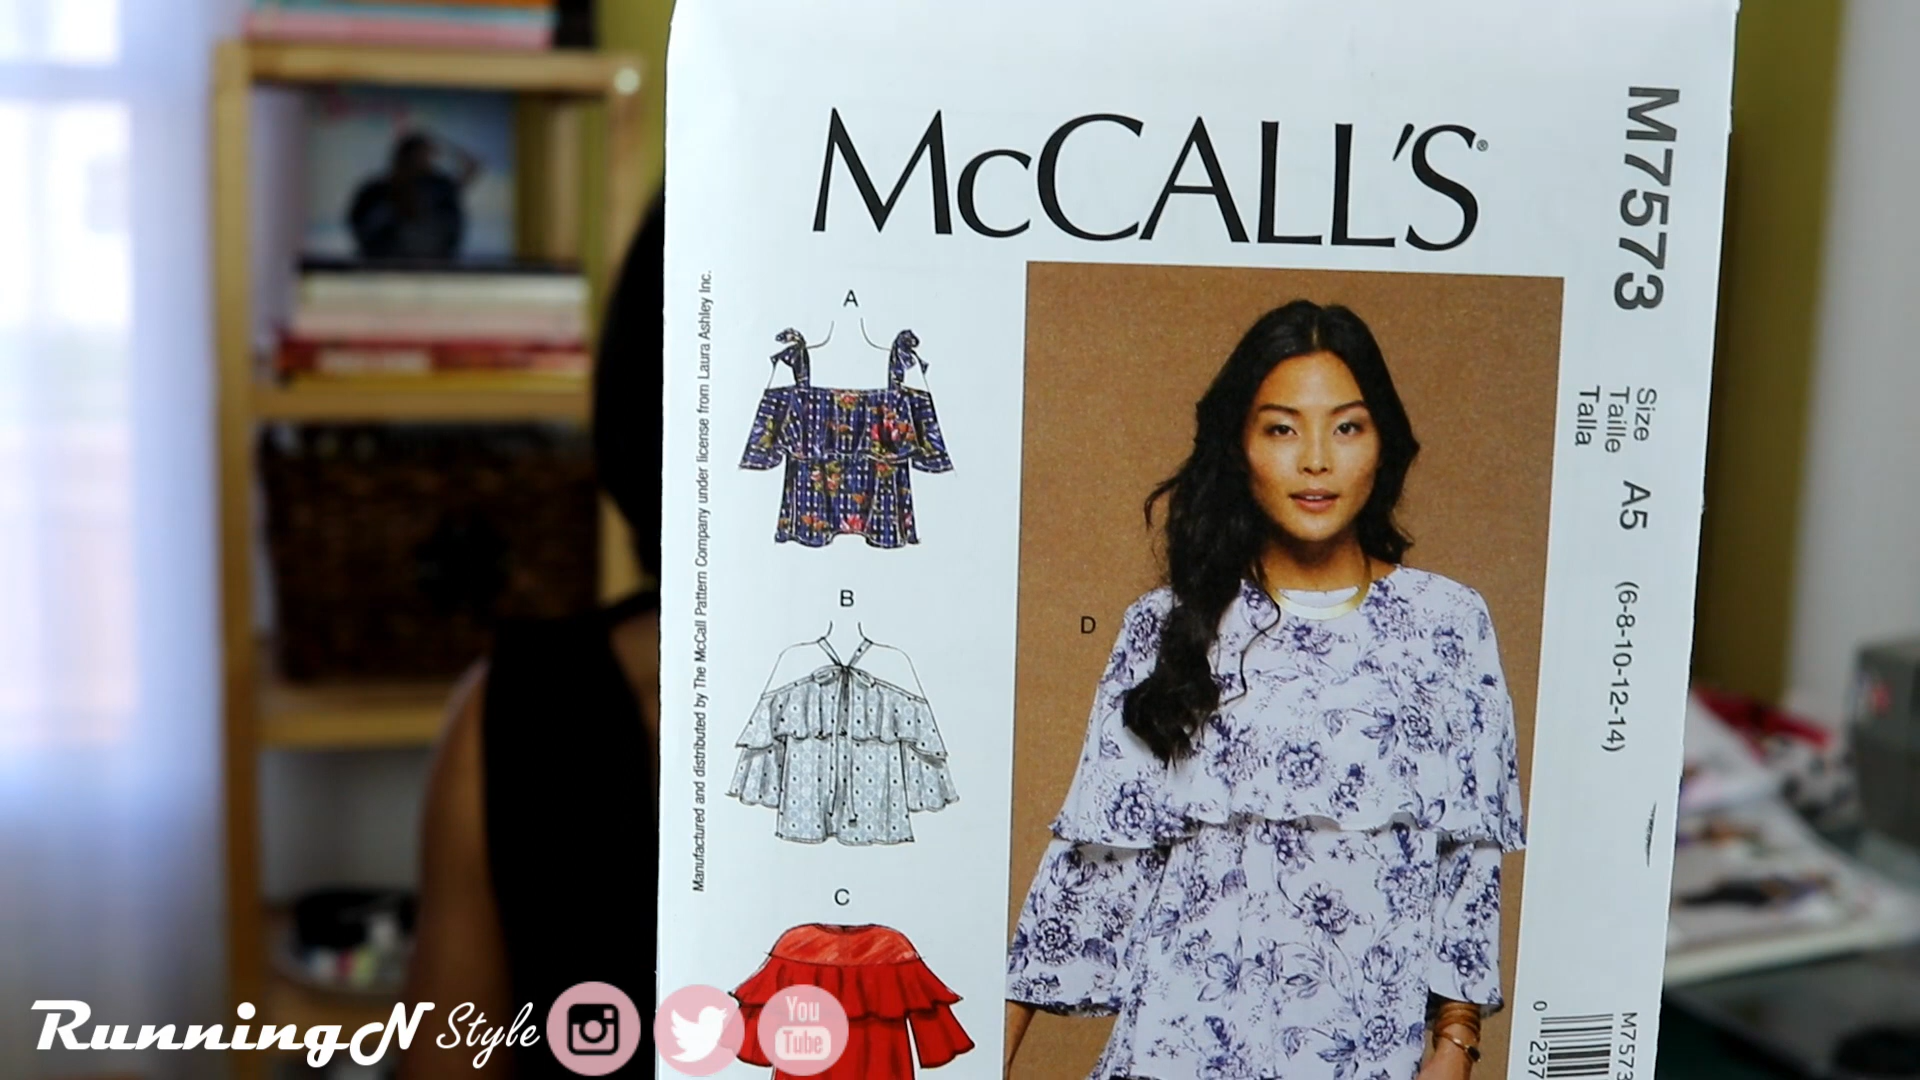 McCALL'S®
M7573
Size
Taille
Talla
A5 (6-8-10-12-14)
Manufactured and distributed by The McCall Pattern Company under license from Laura Ashley Inc.
A
B
C
D
M7573
0 237
RunningN Style
You
Tube